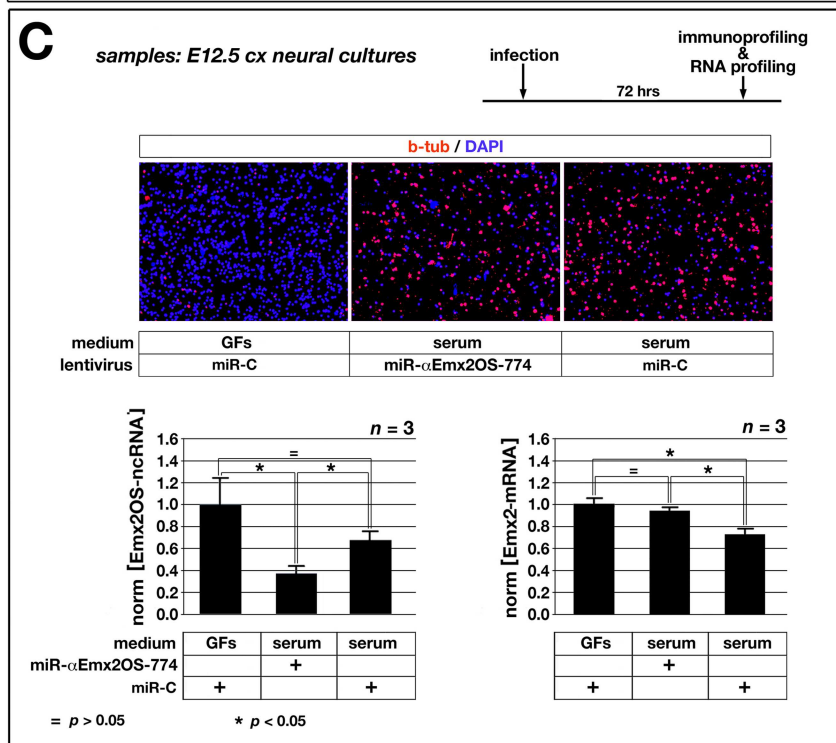 C
samples: E12.5 cx neural cultures
infection
immunoprofiling
&
RNA profiling
72 hrs
b-tub / DAPI
medium GFs serum serum
lentivirus miR-C miR-αEmx2OS-774 miR-C
n = 3
norm [Emx2OS-ncRNA]
1.6
1.4
1.2
1.0
0.8
0.6
0.4
0.2
0.0
=
* *
medium GFs serum serum
miR-αEmx2OS-774 +
miR-C + +
n = 3
norm [Emx2-mRNA]
1.6
1.4
1.2
1.0
0.8
0.6
0.4
0.2
0.0
*
= *
medium GFs serum serum
+
+ +
= p > 0.05 * p < 0.05